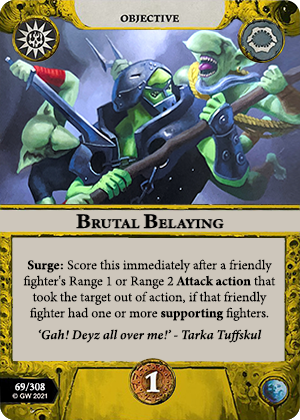 OBJECTIVE
BRUTAL BELAYING
Surge: Score this immediately after a friendly
fighter's Range 1 or Range 2 Attack action that
took the target out of action, if that friendly
fighter had one or more supporting fighters.
‘Gah! Deyz all over me!’ - Tarka Tuffskul
69/308
© GW 2021
1